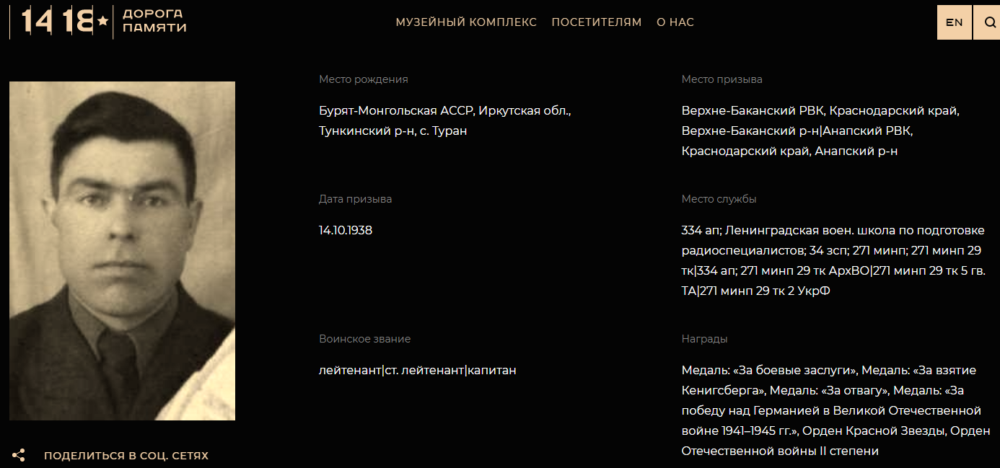 14 18 ДОРОГА
ПАМЯТИ
МУЗЕЙНЫЙ КОМПЛЕКС ПОСЕТИТЕЛЯМ О НАС
EN
Место рождения
Бурят-Монгольская АССР, Иркутская обл.,
Тункинский р-н, с. Туран
Место призыва
Верхне-Баканский РВК, Краснодарский край,
Верхне-Баканский р-н|Анапский РВК,
Краснодарский край, Анапский р-н
Дата призыва
14.10.1938
Место службы
334 ап; Ленинградская воен. школа по подготовке
радиоспециалистов; 34 зсп; 271 минп; 271 минп 29
тк|334 ап; 271 минп 29 тк АрхВО|271 минп 29 тк 5 гв.
ТА|271 минп 29 тк 2 УкрФ
Воинское звание
лейтенант|ст. лейтенант|капитан
Награды
Медаль: «За боевые заслуги», Медаль: «За взятие
Кенигсберга», Медаль: «За отвагу», Медаль: «За
победу над Германией в Великой Отечественной
войне 1941–1945 гг.», Орден Красной Звезды, Орден
Отечественной войны II степени
ПОДЕЛИТЬСЯ В СОЦ. СЕТЯХ